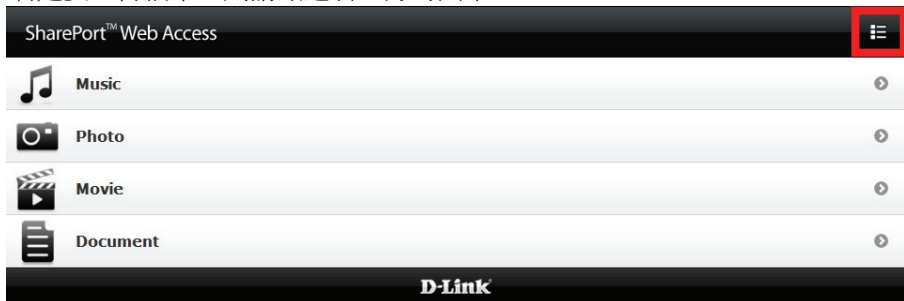 SharePort™ Web Access
Music
Photo
Movie
Document
D-Link